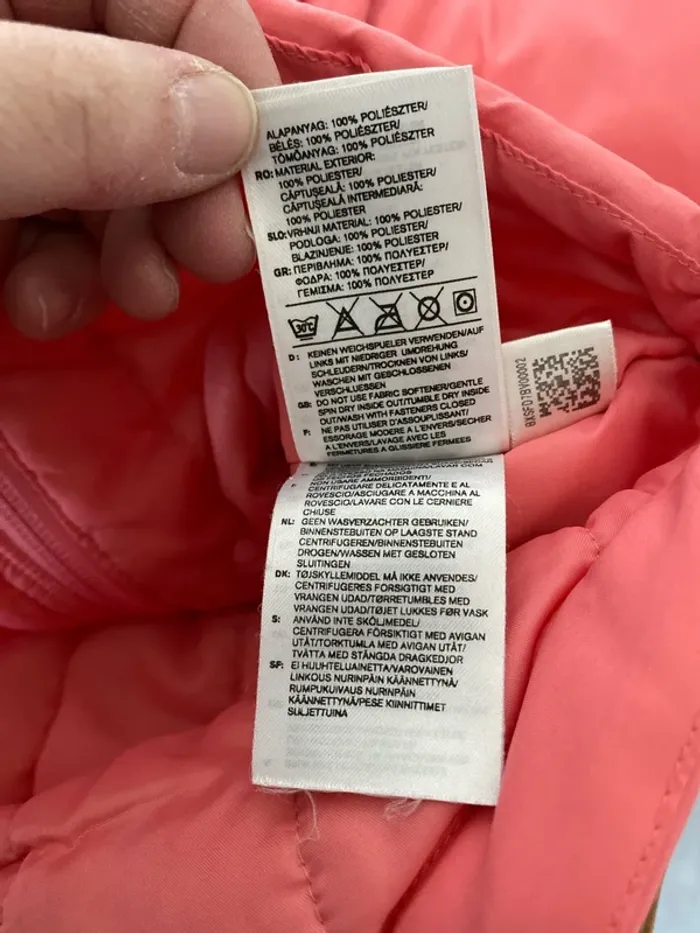 ALAPANYAG: 100% POLIÉSZTER/
BÉLÉS: 100% POLIÉSZTER/
TÖMŐANYAG: 100% POLIÉSZTER
RO: MATERIAL EXTERIOR:
100% POLIESTER/
CĂPTUȘEALĂ: 100% POLIESTER/
CĂPTUȘEALĂ INTERMEDIARĂ:
100% POLIESTER
SLO: VRHNJI MATERIAL: 100% POLIESTER/
PODLOGA: 100% POLIESTER/
BLAZINJENJE: 100% POLIESTER
GR: ΠΕΡΙΒΛΗΜΑ: 100% ΠΟΛΥΕΣΤΕΡ/
ΦΟΔΡΑ: 100% ΠΟΛΥΕΣΤΕΡ/
ΓΕΜΙΣΜΑ: 100% ΠΟΛΥΕΣΤΕΡ
30°C
D: KEINEN WEICHSPUELER VERWENDEN/AUF
LINKS MIT NIEDRIGER UMDREHUNG
SCHLEUDERN/TROCKNEN VON LINKS/
WASCHEN MIT GESCHLOSSENEN
VERSCHLUESSEN
GB: DO NOT USE FABRIC SOFTENER/GENTLE
SPIN DRY INSIDE OUT/TUMBLE DRY INSIDE
OUT/WASH WITH FASTENERS CLOSED
F: NE PAS UTILISER D'ASSOUPLISSANT/
ESSORAGE MODERE A L'ENVERS/SECHER
A L'ENVERS/LAVAGE AVEC LES
FERMETURES A GLISSIERE FERMEES
8X5FD7BV00002
I: NON USARE AMMORBIDENTI/
CENTRIFUGARE DELICATAMENTE E AL
ROVESCIO/ASCIUGARE A MACCHINA AL
ROVESCIO/LAVARE CON LE CERNIERE
CHIUSE
NL: GEEN WASVERZACHTER GEBRUIKEN/
BINNENSTEBUITEN OP LAAGSTE STAND
CENTRIFUGEREN/BINNENSTEBUITEN
DROGEN/WASSEN MET GESLOTEN
SLUITINGEN
DK: TØJSKYLLEMIDDEL MÅ IKKE ANVENDES/
CENTRIFUGERES FORSIGTIGT MED
VRANGEN UDAD/TØRRETUMBLES MED
VRANGEN UDAD/TØJET LUKKES FØR VASK
S: ANVÄND INTE SKÖLJMEDEL/
CENTRIFUGERA FÖRSIKTIGT MED AVIGAN
UTÅT/TORKTUMLA MED AVIGAN UTÅT/
TVÄTTA MED STÄNGDA DRAGKEDJOR
SF: EI HUUHTELUAINETTA/VAROVAINEN
LINKOUS NURINPÄIN KÄÄNNETTYNÄ/
RUMPUKUIVAUS NURINPÄIN
KÄÄNNETTYNÄ/PESE KIINNITTIMET
SULJETTUINA